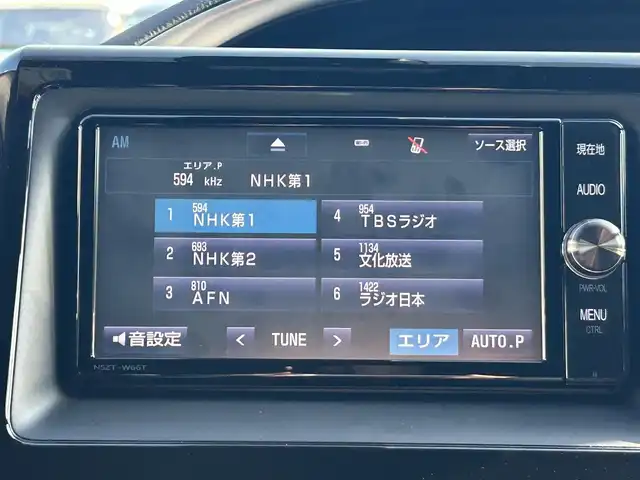 AM
ソース選択
エリア.P
594 kHz NHK第1
1 594 NHK第1
2 693 NHK第2
3 810 AFN
4 954 TBSラジオ
5 1134 文化放送
6 1422 ラジオ日本
音設定
< TUNE >
エリア
AUTO.P
NSZT-W66T
現在地
AUDIO
PWR-VOL
MENU
CTRL